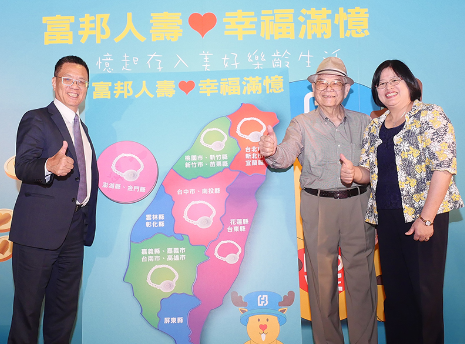 富邦人壽❤幸福滿憶
憶起存入美好樂齡生活
富邦人壽❤幸福滿憶
台北市・
新北市・
宜蘭縣
桃園市・新竹縣
新竹市・苗栗縣
澎湖縣・金門縣
台中市・南投縣
雲林縣
彰化縣
花蓮縣・
台東縣
嘉義縣・嘉義市
台南市・高雄市
屏東縣